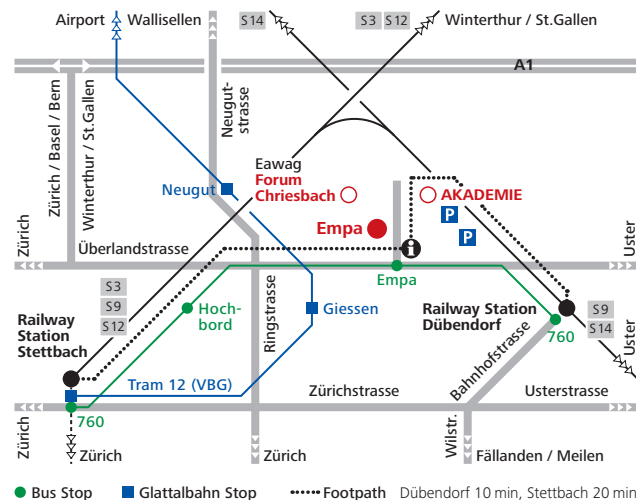 Airport
Wallisellen
S14
S3
S12
Winterthur / St.Gallen
A1
Zürich / Basel / Bern
Winterthur / St.Gallen
Neugut-
strasse
Eawag
Forum
Chriesbach
AKADEMIE
Neugut
P
P
Empa
i
Zürich
Überlandstrasse
Uster
Empa
S3
S9
S12
Hoch-
bord
Ringstrasse
Giessen
Railway Station
Dübendorf
S9
S14
760
Railway
Station
Stettbach
Bahnhofstrasse
Uster
Tram 12 (VBG)
Zürichstrasse
Usterstrasse
760
Zürich
Zürich
Zürich
Wilstr.
Fällanden / Meilen
Bus Stop
Glattalbahn Stop
Footpath
Dübendorf 10 min, Stettbach 20 min